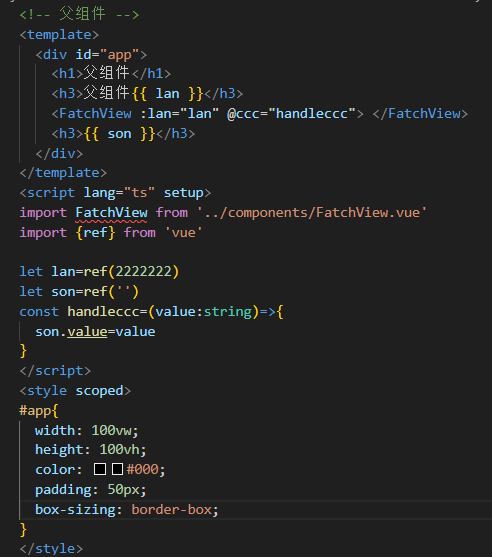 <!-- 父组件 -->
<template>
  <div id="app">
    <h1>父组件</h1>
    <h3>父组件{{ lan }}</h3>
    <FatchView :lan="lan" @ccc="handleccc"> </FatchView>
    <h3>{{ son }}</h3>
  </div>
</template>
<script lang="ts" setup>
import FatchView from '../components/FatchView.vue'
import {ref} from 'vue'

let lan=ref(2222222)
let son=ref('')
const handleccc=(value:string)=>{
  son.value=value
}
</script>
<style scoped>
#app{
  width: 100vw;
  height: 100vh;
  color: #000;
  padding: 50px;
  box-sizing: border-box;
}
</style>